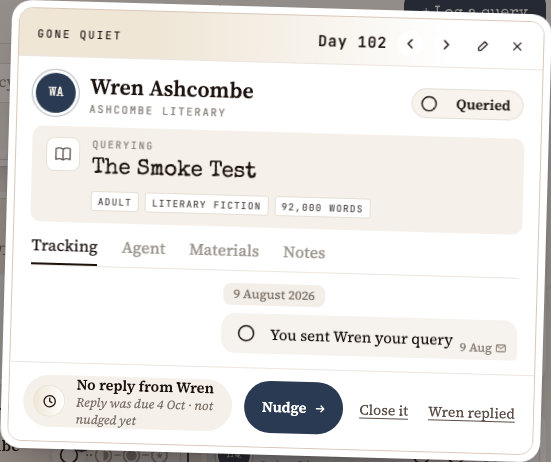 + Log a query
GONE QUIET
Day 102
WA
Wren Ashcombe
ASHCOMBE LITERARY
Queried
QUERYING
The Smoke Test
ADULT
LITERARY FICTION
92,000 WORDS
Tracking Agent Materials Notes
9 August 2026
You sent Wren your query 9 Aug
No reply from Wren
Reply was due 4 Oct · not
nudged yet
Nudge →
Close it
Wren replied